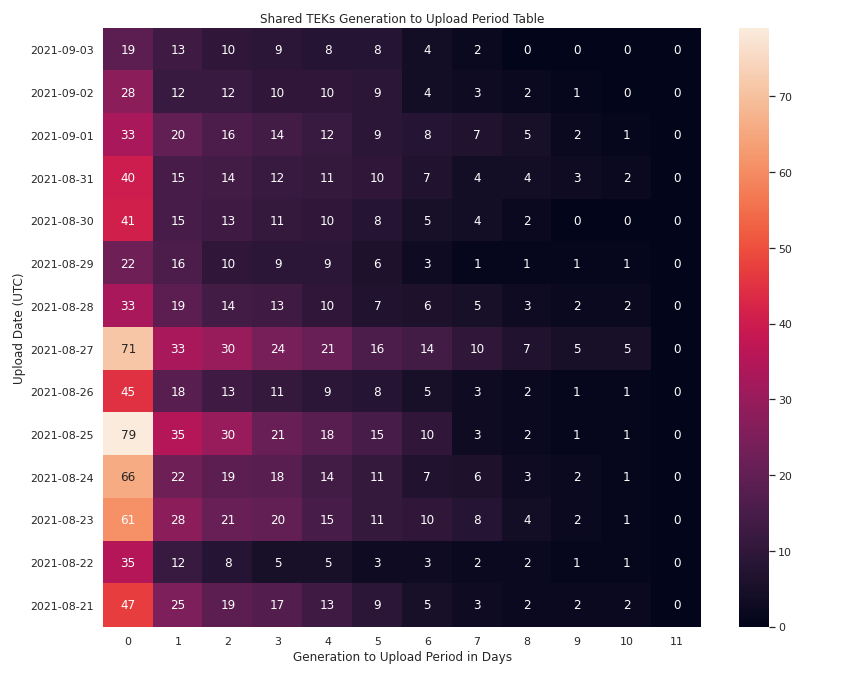 Shared TEKs Generation to Upload Period Table
Upload Date (UTC)
2021-09-03 19 13 10 9 8 8 4 2 0 0 0 0
2021-09-02 28 12 12 10 10 9 4 3 2 1 0 0
2021-09-01 33 20 16 14 12 9 8 7 5 2 1 0
2021-08-31 40 15 14 12 11 10 7 4 4 3 2 0
2021-08-30 41 15 13 11 10 8 5 4 2 0 0 0
2021-08-29 22 16 10 9 9 6 3 1 1 1 1 0
2021-08-28 33 19 14 13 10 7 6 5 3 2 2 0
2021-08-27 71 33 30 24 21 16 14 10 7 5 5 0
2021-08-26 45 18 13 11 9 8 5 3 2 1 1 0
2021-08-25 79 35 30 21 18 15 10 3 2 1 1 0
2021-08-24 66 22 19 18 14 11 7 6 3 2 1 0
2021-08-23 61 28 21 20 15 11 10 8 4 2 1 0
2021-08-22 35 12 8 5 5 3 3 2 2 1 1 0
2021-08-21 47 25 19 17 13 9 5 3 2 2 2 0
0 1 2 3 4 5 6 7 8 9 10 11
Generation to Upload Period in Days
70
60
50
40
30
20
10
0